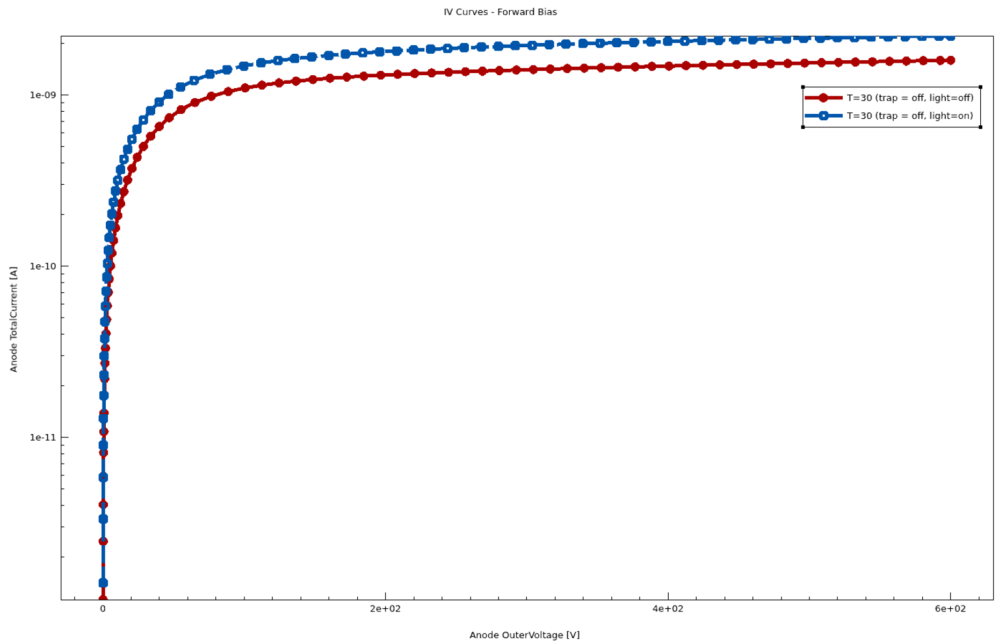 IV Curves - Forward Bias
1e-09
T=30 (trap = off, light=off)
T=30 (trap = off, light=on)
1e-10
Anode TotalCurrent [A]
1e-11
0
2e+02
4e+02
6e+02
Anode OuterVoltage [V]